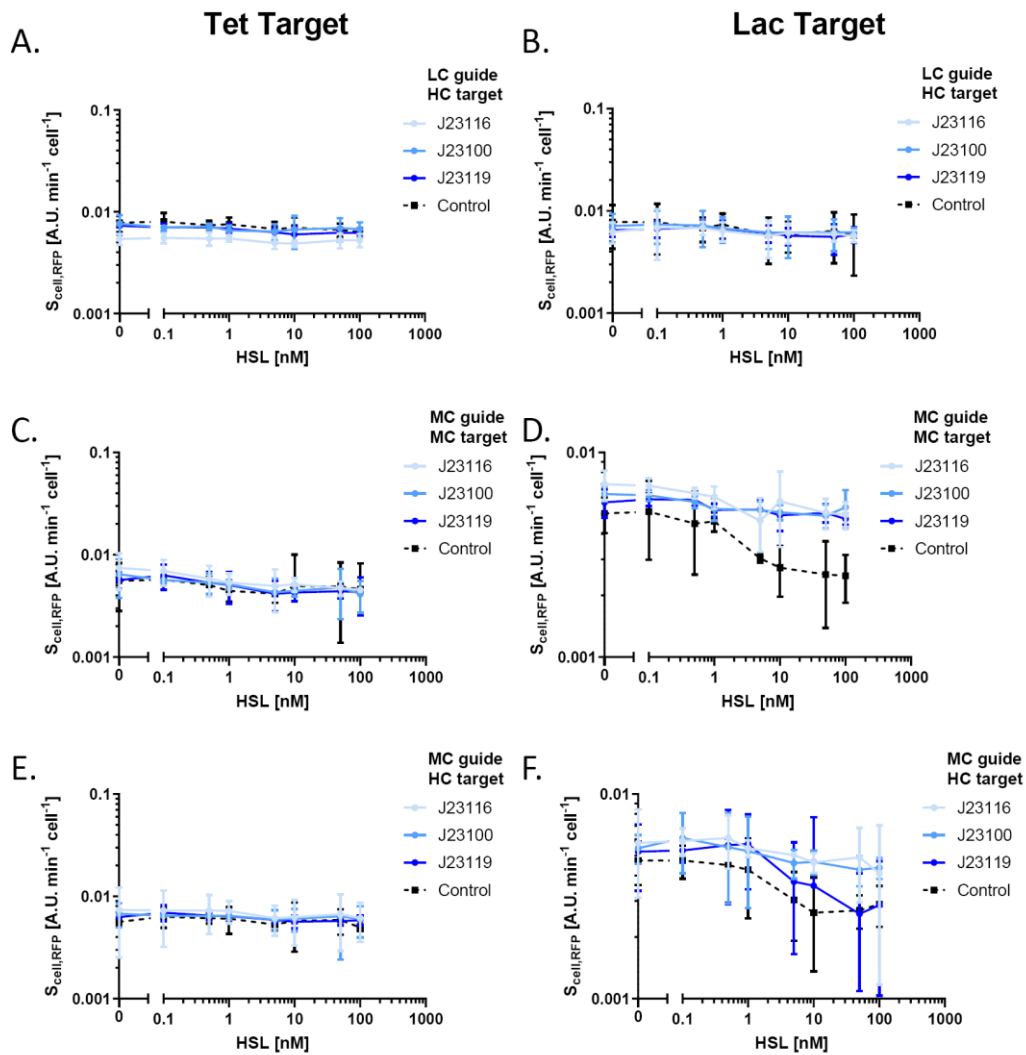 Tet Target
Lac Target
A.
LC guide
HC target
J23116
J23100
J23119
Control
S_cell,RFP [A.U. min⁻¹ cell⁻¹]
0.1
0.01
0.001
0 0.1 1 10 100 1000
HSL [nM]
B.
LC guide
HC target
J23116
J23100
J23119
Control
S_cell,RFP [A.U. min⁻¹ cell⁻¹]
0.1
0.01
0.001
0 0.1 1 10 100 1000
HSL [nM]
C.
MC guide
MC target
J23116
J23100
J23119
Control
S_cell,RFP [A.U. min⁻¹ cell⁻¹]
0.1
0.01
0.001
0 0.1 1 10 100 1000
HSL [nM]
D.
MC guide
MC target
J23116
J23100
J23119
Control
S_cell,RFP [A.U. min⁻¹ cell⁻¹]
0.01
0.001
0 0.1 1 10 100 1000
HSL [nM]
E.
MC guide
HC target
J23116
J23100
J23119
Control
S_cell,RFP [A.U. min⁻¹ cell⁻¹]
0.1
0.01
0.001
0 0.1 1 10 100 1000
HSL [nM]
F.
MC guide
HC target
J23116
J23100
J23119
Control
S_cell,RFP [A.U. min⁻¹ cell⁻¹]
0.01
0.001
0 0.1 1 10 100 1000
HSL [nM]